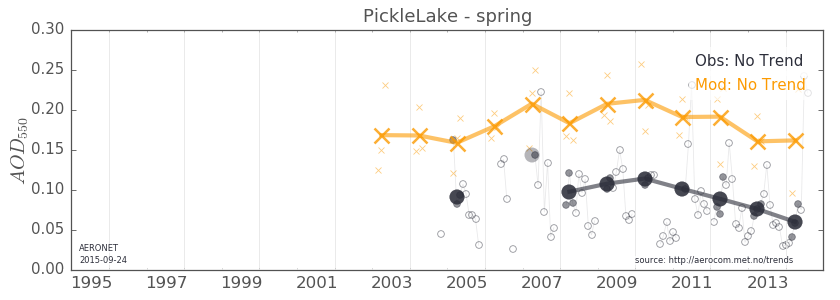 PickleLake - spring
0.30
0.25
0.20
0.15
0.10
0.05
0.00
AOD550
Obs: No Trend
Mod: No Trend
AERONET
2015-09-24
source: http://aerocom.met.no/trends
1995 1997 1999 2001 2003 2005 2007 2009 2011 2013